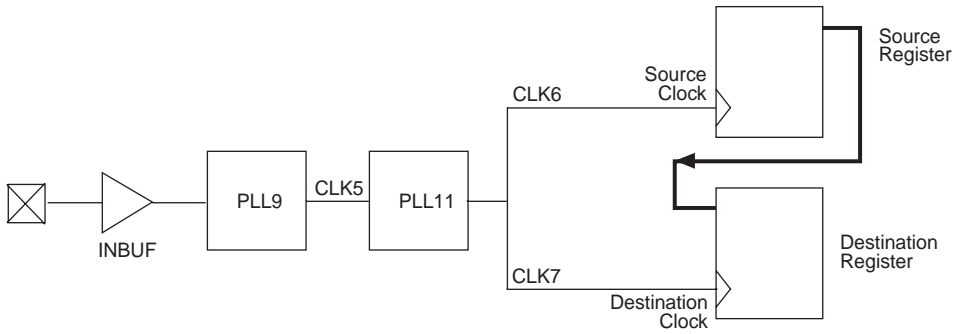 Source
Register
Source
Clock
CLK6
PLL9
CLK5
PLL11
INBUF
CLK7
Destination
Clock
Destination
Register